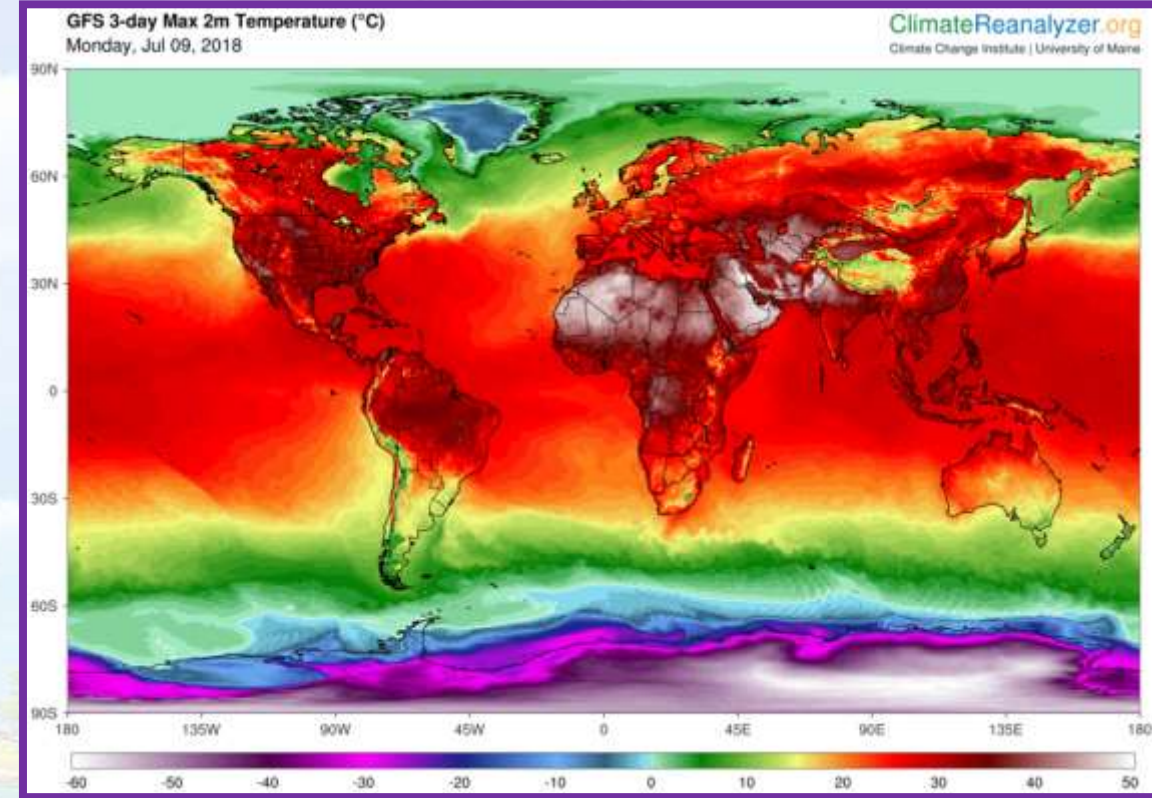 GFS 3-day Max 2m Temperature (°C)
Monday, Jul 09, 2018
ClimateReanalyzer.org
Climate Change Institute | University of Maine
90N
60N
30N
0
30S
60S
90S
180 135W 90W 45W 0 45E 90E 135E 180
-60 -50 -40 -30 -20 -10 0 10 20 30 40 50